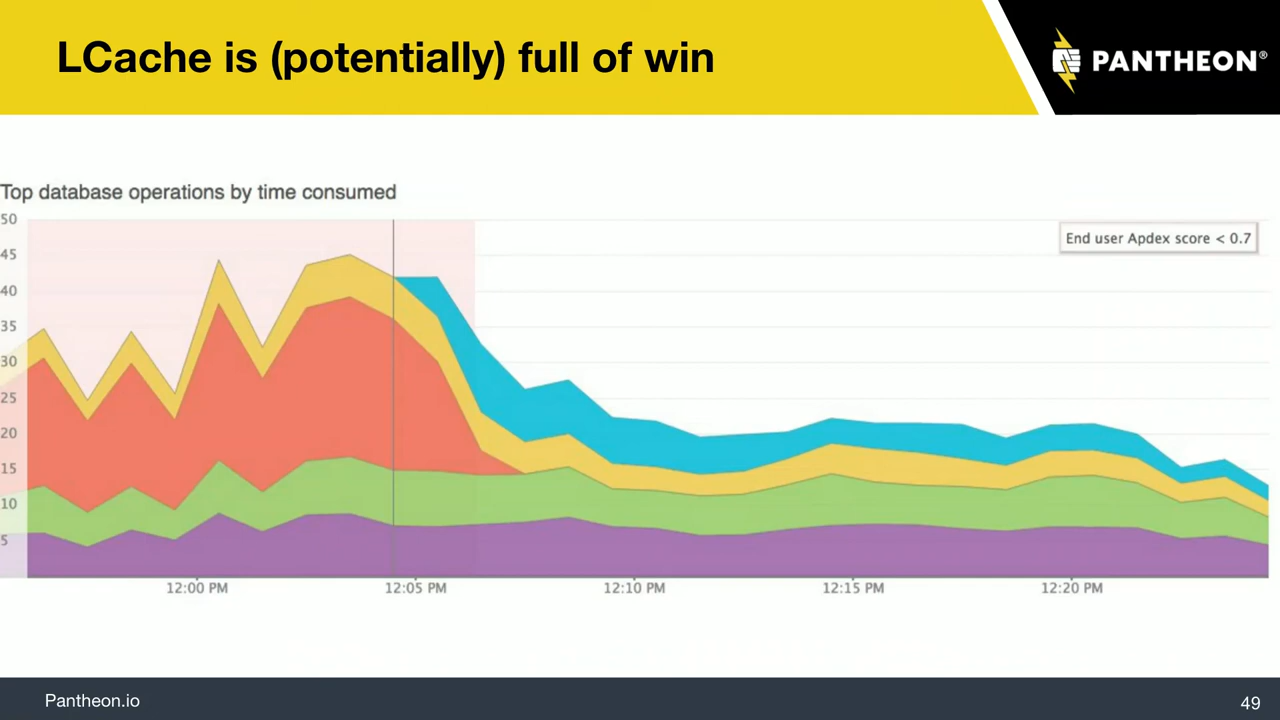 LCache is (potentially) full of win
PANTHEON®
Top database operations by time consumed
50
45
40
35
30
25
20
15
10
5
End user Apdex score < 0.7
12:00 PM
12:05 PM
12:10 PM
12:15 PM
12:20 PM
Pantheon.io
49